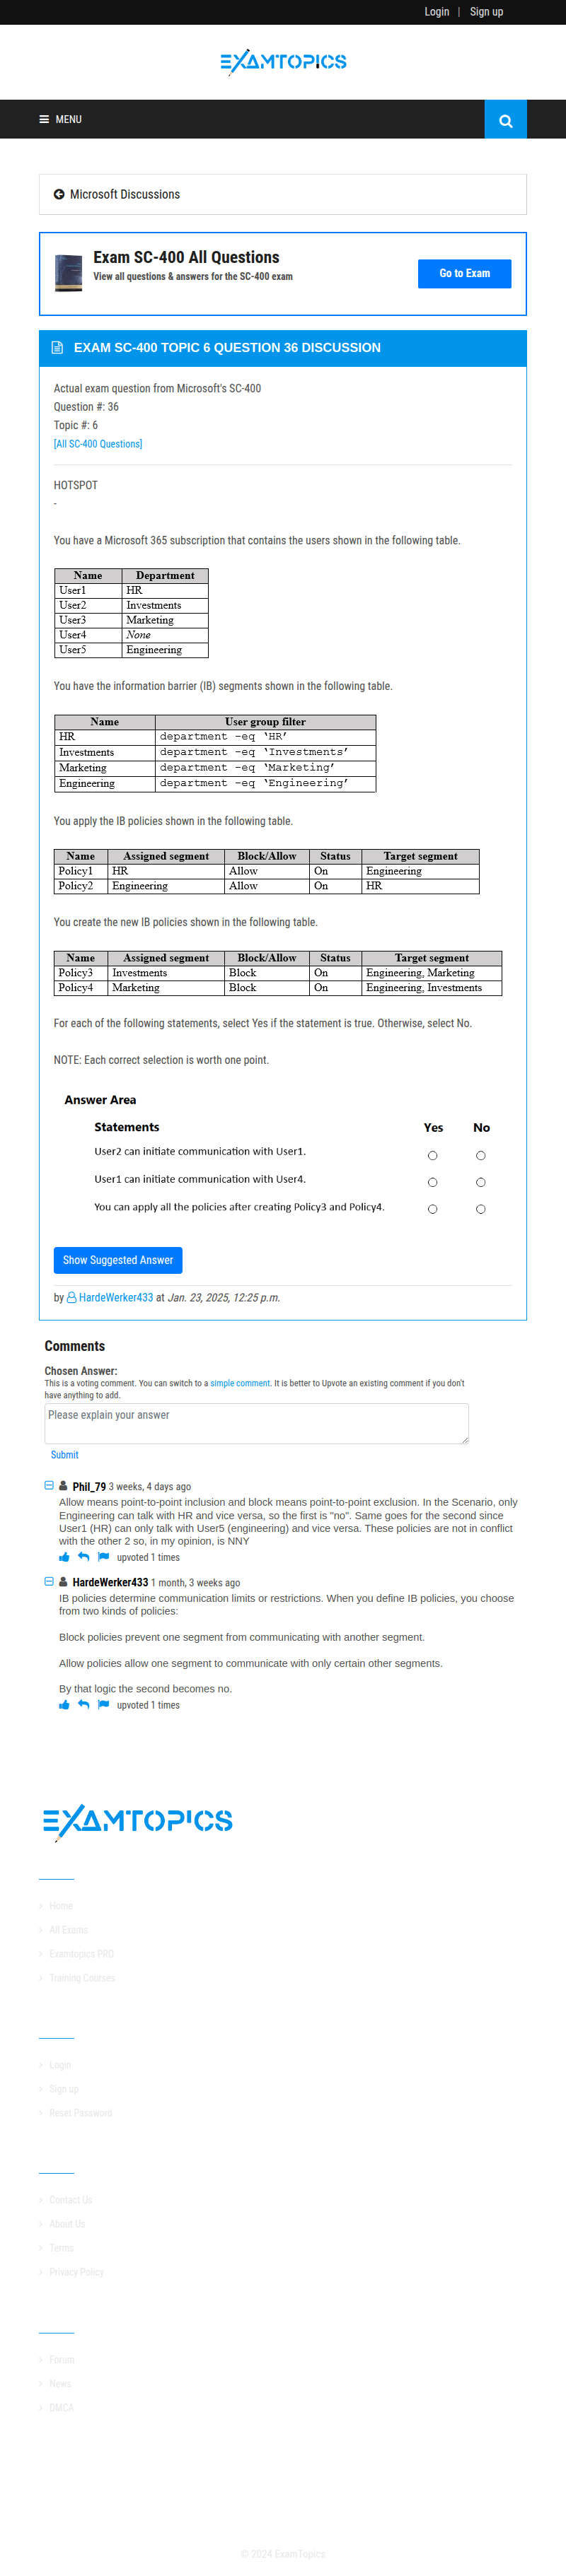 Login | Sign up
EXAMTOPICS
MENU
Microsoft Discussions
Exam SC-400 All Questions
View all questions & answers for the SC-400 exam
Go to Exam
EXAM SC-400 TOPIC 6 QUESTION 36 DISCUSSION
Actual exam question from Microsoft's SC-400
Question #: 36
Topic #: 6
[All SC-400 Questions]
HOTSPOT
-
You have a Microsoft 365 subscription that contains the users shown in the following table.
Name Department
User1 HR
User2 Investments
User3 Marketing
User4 None
User5 Engineering
You have the information barrier (IB) segments shown in the following table.
Name User group filter
HR department -eq ‘HR’
Investments department -eq ‘Investments’
Marketing department -eq ‘Marketing’
Engineering department -eq ‘Engineering’
You apply the IB policies shown in the following table.
Name Assigned segment Block/Allow Status Target segment
Policy1 HR Allow On Engineering
Policy2 Engineering Allow On HR
You create the new IB policies shown in the following table.
Name Assigned segment Block/Allow Status Target segment
Policy3 Investments Block On Engineering, Marketing
Policy4 Marketing Block On Engineering, Investments
For each of the following statements, select Yes if the statement is true. Otherwise, select No.
NOTE: Each correct selection is worth one point.
Answer Area
Statements Yes No
User2 can initiate communication with User1.
User1 can initiate communication with User4.
You can apply all the policies after creating Policy3 and Policy4.
Show Suggested Answer
by HardeWerker433 at Jan. 23, 2025, 12:25 p.m.
Comments
Chosen Answer:
This is a voting comment. You can switch to a simple comment. It is better to Upvote an existing comment if you don't
have anything to add.
Please explain your answer
Submit
Phil_79 3 weeks, 4 days ago
Allow means point-to-point inclusion and block means point-to-point exclusion. In the Scenario, only
Engineering can talk with HR and vice versa, so the first is "no". Same goes for the second since
User1 (HR) can only talk with User5 (engineering) and vice versa. These policies are not in conflict
with the other 2 so, in my opinion, is NNY
upvoted 1 times
HardeWerker433 1 month, 3 weeks ago
IB policies determine communication limits or restrictions. When you define IB policies, you choose
from two kinds of policies:
Block policies prevent one segment from communicating with another segment.
Allow policies allow one segment to communicate with only certain other segments.
By that logic the second becomes no.
upvoted 1 times
EXAMTOPICS
Home
All Exams
Examtopics PRO
Training Courses
Login
Sign up
Reset Password
Contact Us
About Us
Terms
Privacy Policy
Forum
News
DMCA
© 2024 ExamTopics